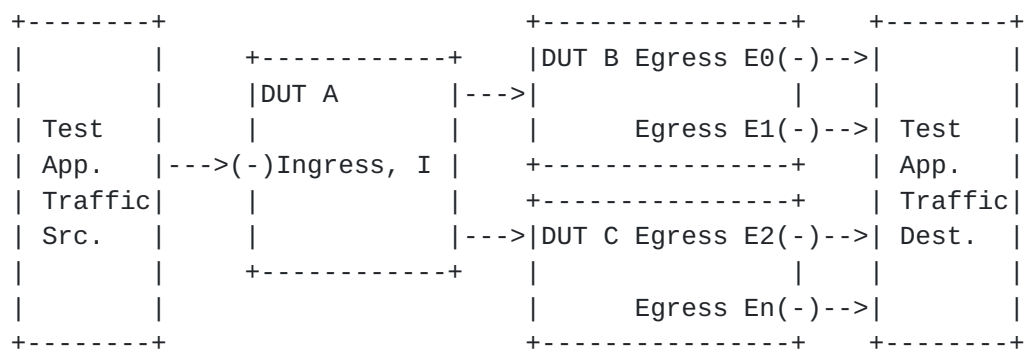 +--------+                      +----------------+    +--------+
|        |     +------------+   |DUT B Egress E0(-)-->|        |
|        |     |DUT A       |--->|                |    |        |
| Test   |     |            |    |      Egress E1(-)-->| Test   |
| App.   |--->(-)Ingress, I |    +----------------+    | App.   |
| Traffic|     |            |    +----------------+    | Traffic|
| Src.   |     |            |--->|DUT C Egress E2(-)-->| Dest.  |
|        |     +------------+    |                |    |        |
|        |                       |      Egress En(-)-->|        |
+--------+                       +----------------+    +--------+